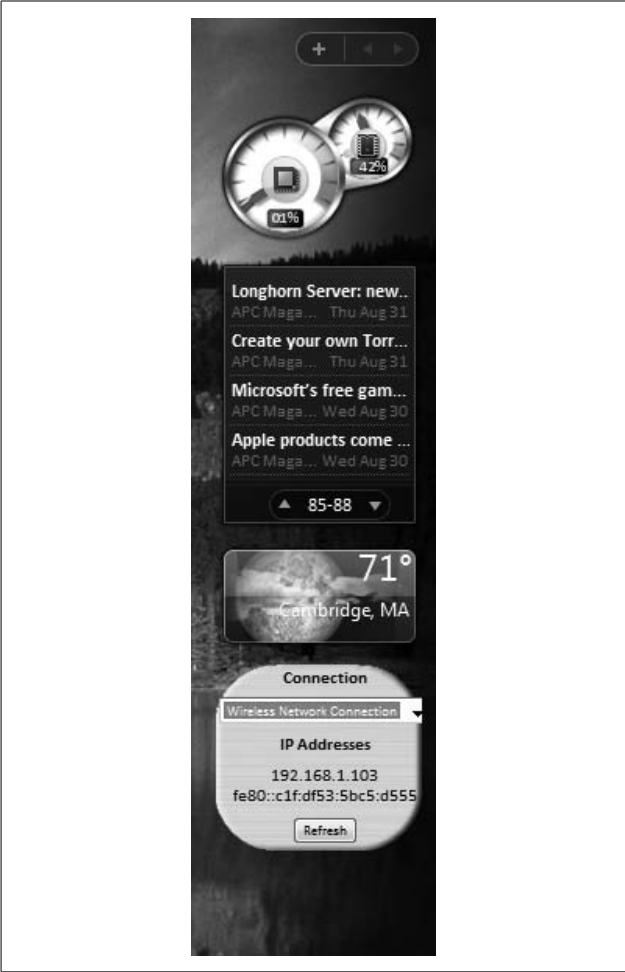 42%
01%
Longhorn Server: new..
APC Maga... Thu Aug 31
Create your own Torr...
APC Maga... Thu Aug 31
Microsoft's free gam...
APC Maga... Wed Aug 30
Apple products come ...
APC Maga... Wed Aug 30
85-88
71°
Cambridge, MA
Connection
Wireless Network Connection
IP Addresses
192.168.1.103
fe80::c1f:df53:5bc5:d555
Refresh